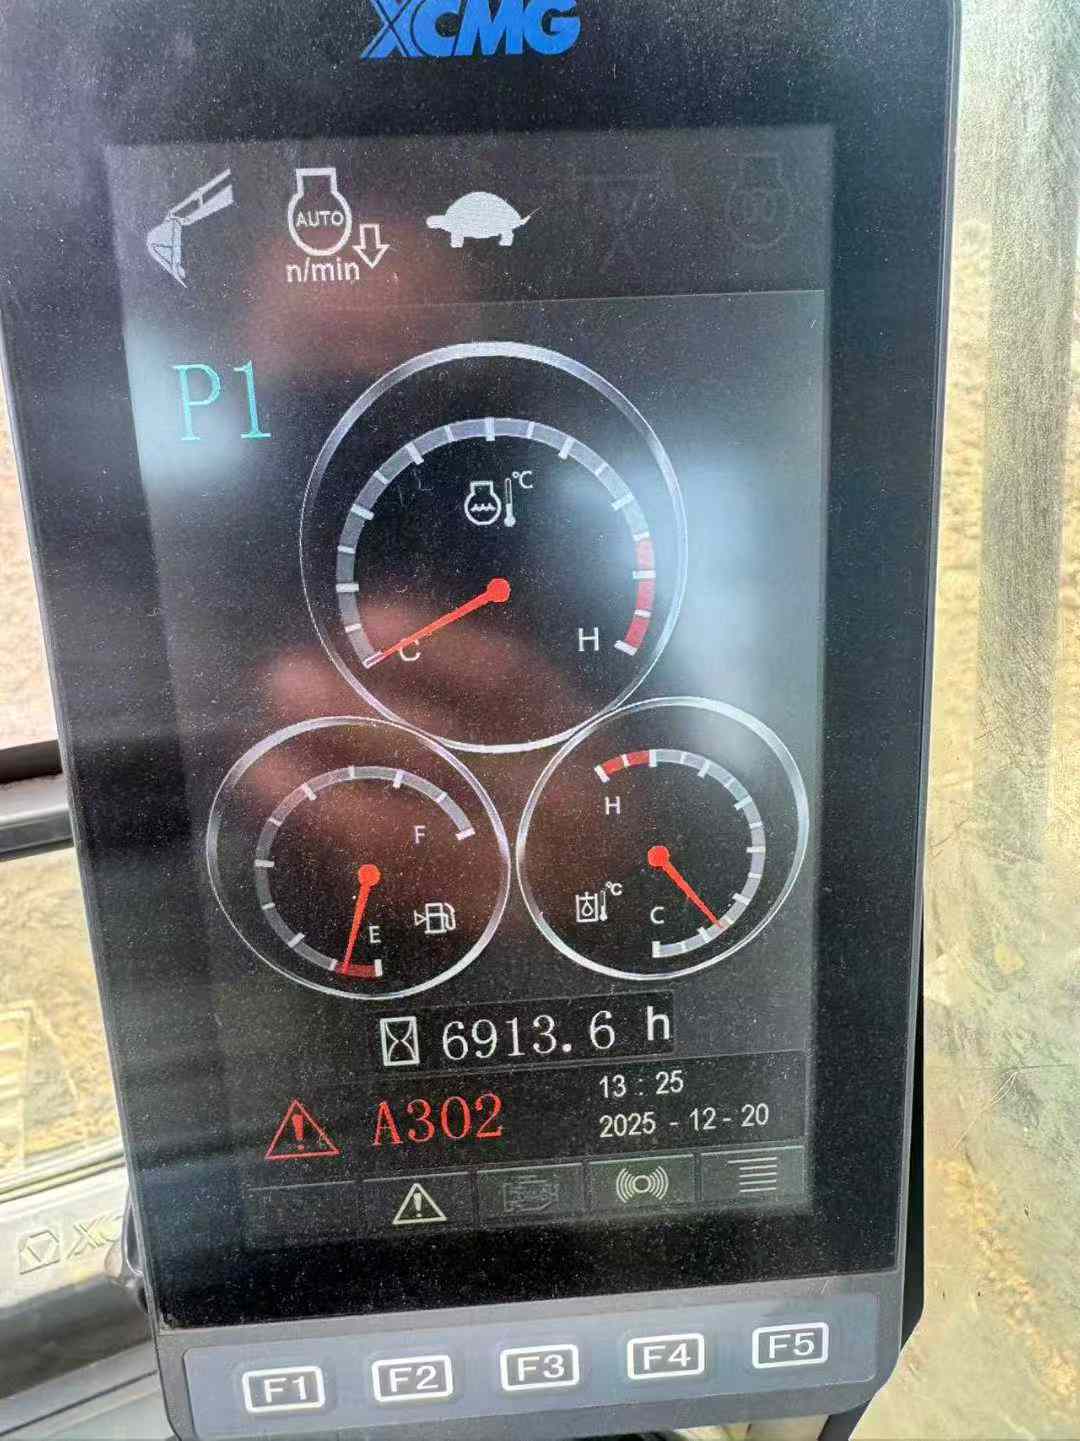 XCMG
AUTO
n/min
P1
°C
C
H
F
E
H
°C
C
6913.6 h
A302
13 : 25
2025 - 12 - 20
F1 F2 F3 F4 F5